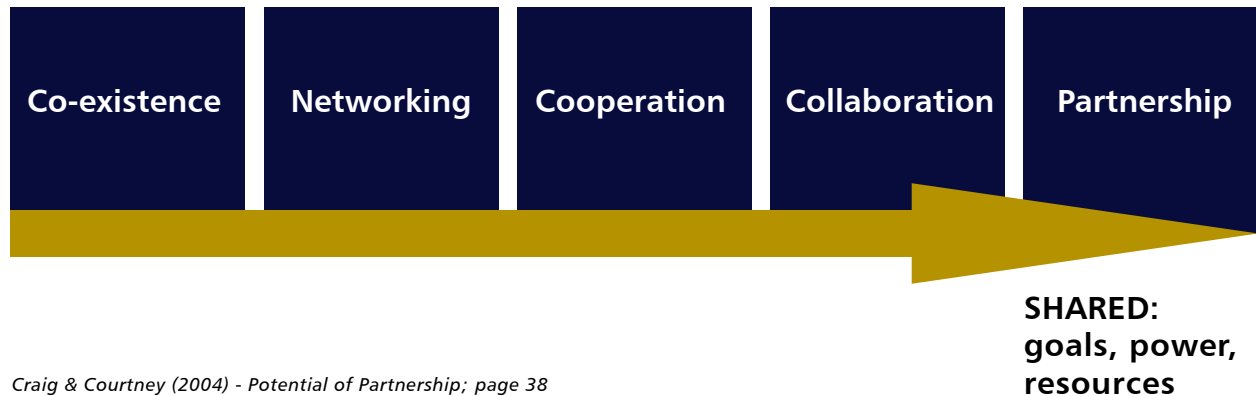 Co-existence
Networking
Cooperation
Collaboration
Partnership
SHARED:
goals, power,
resources
Craig & Courtney (2004) - Potential of Partnership; page 38